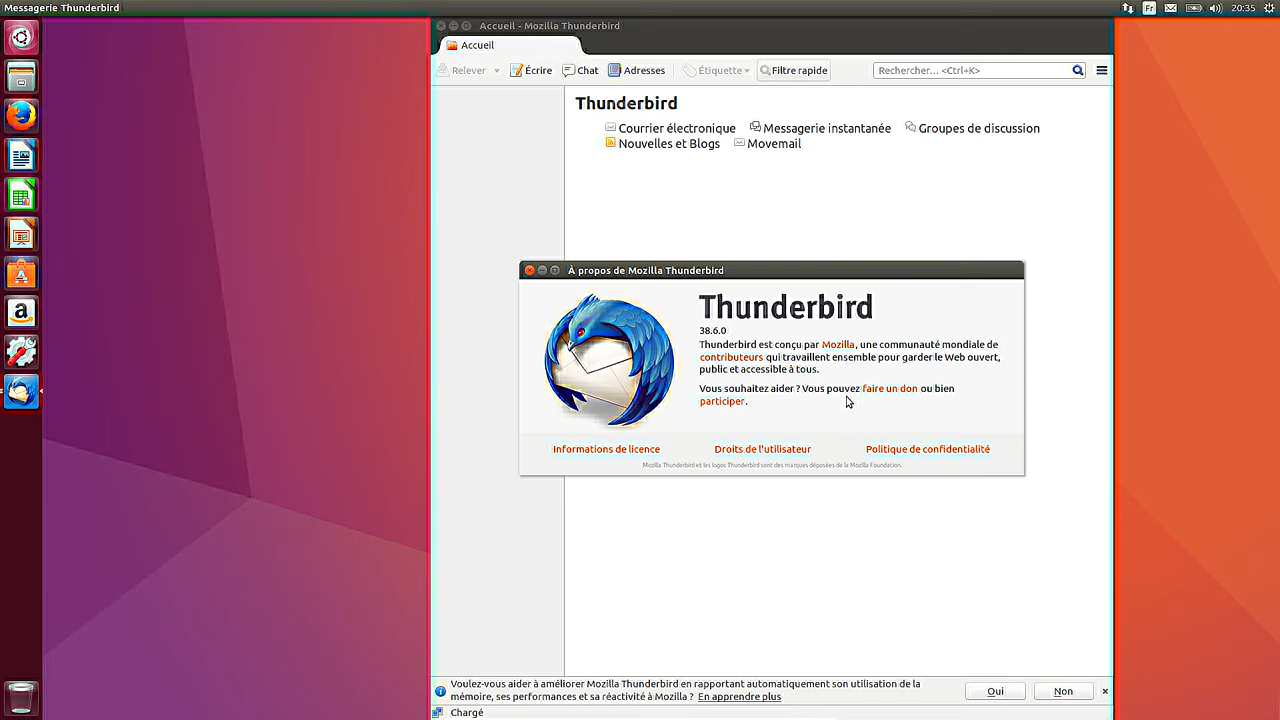 Messagerie Thunderbird
Fr
20:35
Accueil - Mozilla Thunderbird
Accueil
Relever Écrire Chat Adresses Étiquette Filtre rapide Rechercher... <Ctrl+K>
Thunderbird
Courrier électronique Messagerie instantanée Groupes de discussion
Nouvelles et Blogs Movemail
À propos de Mozilla Thunderbird
Thunderbird
38.6.0
Thunderbird est conçu par Mozilla, une communauté mondiale de
contributeurs qui travaillent ensemble pour garder le Web ouvert,
public et accessible à tous.
Vous souhaitez aider ? Vous pouvez faire un don ou bien
participer.
Informations de licence Droits de l'utilisateur Politique de confidentialité
Mozilla Thunderbird et les logos Thunderbird sont des marques déposées de la Mozilla Foundation.
Voulez-vous aider à améliorer Mozilla Thunderbird en rapportant automatiquement son utilisation de la
mémoire, ses performances et sa réactivité à Mozilla ? En apprendre plus
Oui Non
Chargé